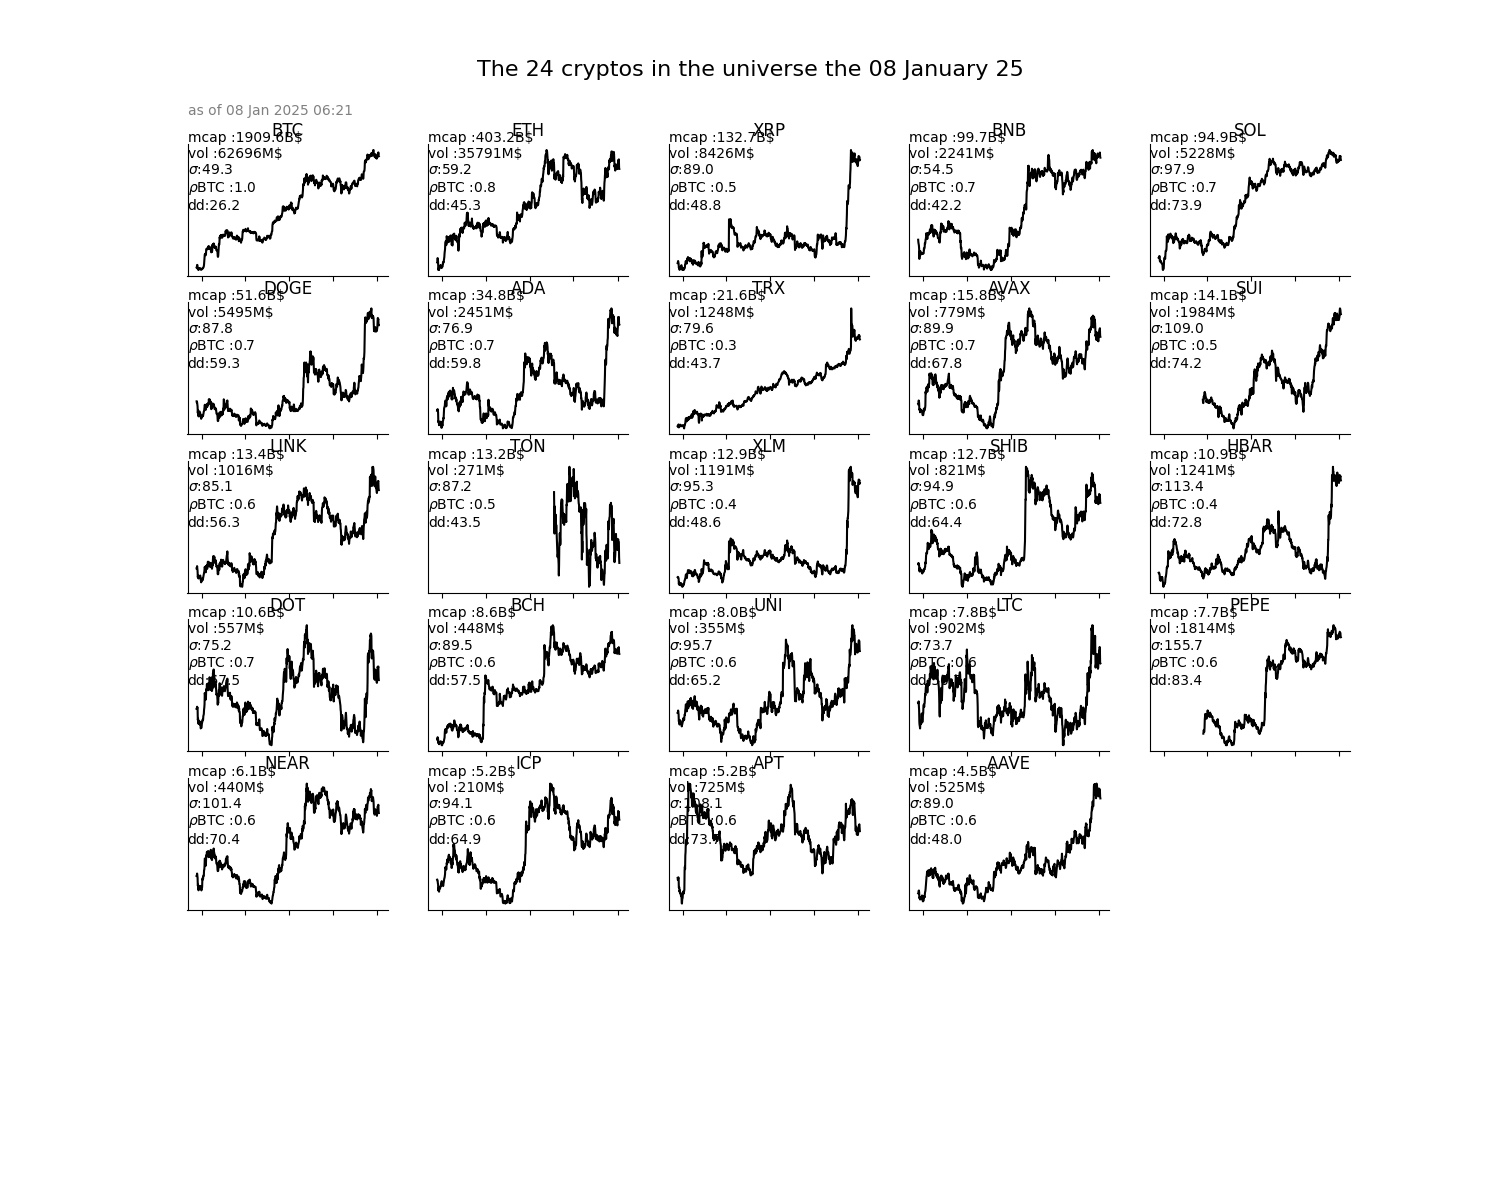 The 24 cryptos in the universe the 08 January 25
as of 08 Jan 2025 06:21
BTC
mcap :1909.6B$
vol :62696M$
σ:49.3
ρBTC :1.0
dd:26.2
ETH
mcap :403.2B$
vol :35791M$
σ:59.2
ρBTC :0.8
dd:45.3
XRP
mcap :132.7B$
vol :8426M$
σ:89.0
ρBTC :0.5
dd:48.8
BNB
mcap :99.7B$
vol :2241M$
σ:54.5
ρBTC :0.7
dd:42.2
SOL
mcap :94.9B$
vol :5228M$
σ:97.9
ρBTC :0.7
dd:73.9
DOGE
mcap :51.6B$
vol :5495M$
σ:87.8
ρBTC :0.7
dd:59.3
ADA
mcap :34.8B$
vol :2451M$
σ:76.9
ρBTC :0.7
dd:59.8
TRX
mcap :21.6B$
vol :1248M$
σ:79.6
ρBTC :0.3
dd:43.7
AVAX
mcap :15.8B$
vol :779M$
σ:89.9
ρBTC :0.7
dd:67.8
SUI
mcap :14.1B$
vol :1984M$
σ:109.0
ρBTC :0.5
dd:74.2
LINK
mcap :13.4B$
vol :1016M$
σ:85.1
ρBTC :0.6
dd:56.3
TON
mcap :13.2B$
vol :271M$
σ:87.2
ρBTC :0.5
dd:43.5
XLM
mcap :12.9B$
vol :1191M$
σ:95.3
ρBTC :0.4
dd:48.6
SHIB
mcap :12.7B$
vol :821M$
σ:94.9
ρBTC :0.6
dd:64.4
HBAR
mcap :10.9B$
vol :1241M$
σ:113.4
ρBTC :0.4
dd:72.8
DOT
mcap :10.6B$
vol :557M$
σ:75.2
ρBTC :0.7
BCH
mcap :8.6B$
vol :448M$
σ:89.5
ρBTC :0.6
dd:57.5
UNI
mcap :8.0B$
vol :355M$
σ:95.7
ρBTC :0.6
dd:65.2
LTC
mcap :7.8B$
vol :902M$
σ:73.7
ρBTC :0.6
PEPE
mcap :7.7B$
vol :1814M$
σ:155.7
ρBTC :0.6
dd:83.4
NEAR
mcap :6.1B$
vol :440M$
σ:101.4
ρBTC :0.6
dd:70.4
ICP
mcap :5.2B$
vol :210M$
σ:94.1
ρBTC :0.6
dd:64.9
APT
mcap :5.2B$
vol :725M$
σ:108.1
ρBTC :0.6
AAVE
mcap :4.5B$
vol :525M$
σ:89.0
ρBTC :0.6
dd:48.0